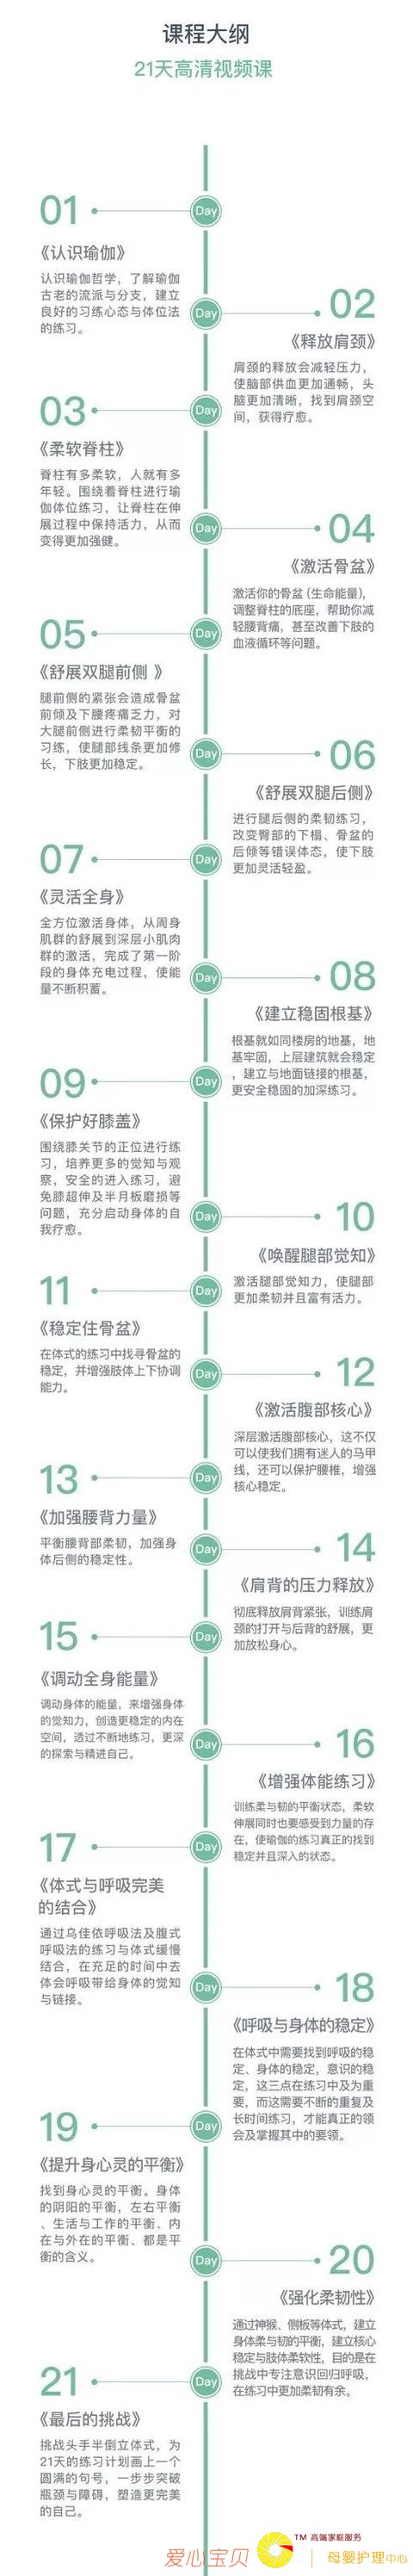 课程大纲
21天高清视频课
01
Day
《认识瑜伽》
认识瑜伽哲学，了解瑜伽
古老的流派与分支，建立
良好的习练心态与体位法
的练习。
Day
02
《释放肩颈》
肩颈的释放会减轻压力，
使脑部供血更加通畅，头
脑更加清晰，找到肩颈空
间，获得疗愈。
03
Day
《柔软脊柱》
脊柱有多柔软，人就有多
年轻。围绕着脊柱进行瑜
伽体位练习，让脊柱在伸
展过程中保持活力，从而
变得更加强健。
Day
04
《激活骨盆》
激活你的骨盆（生命能量），
调整脊柱的底座，帮助你减
轻腰背痛，甚至改善下肢的
血液循环等问题。
05
Day
《舒展双腿前侧 》
腿前侧的紧张会造成骨盆
前倾及下腰疼痛乏力，对
大腿前侧进行柔韧平衡的
习练，使腿部线条更加修
长，下肢更加稳定。
Day
06
《舒展双腿后侧》
进行腿后侧的柔韧练习，
改变臀部的下榻、骨盆的
后倾等错误体态，使下肢
更加灵活轻盈。
07
Day
《灵活全身》
全方位激活身体，从周身
肌群的舒展到深层小肌肉
群的激活，完成了第一阶
段的身体充电过程，使能
量不断积蓄。
Day
08
《建立稳固根基》
根基就如同楼房的地基，地
基牢固，上层建筑就会稳定
，建立与地面链接的根基，
更安全稳固的加深练习。
09
Day
《保护好膝盖》
围绕膝关节的正位进行练
习，培养更多的觉知与观
察，安全的进入练习，避
免膝超伸及半月板磨损等
问题，充分启动身体的自
我疗愈。
Day
10
《唤醒腿部觉知》
激活腿部觉知力，使腿部
更加柔韧并且富有活力。
11
Day
《稳定住骨盆》
在体式的练习中找寻骨盆的
稳定，并增强肢体上下协调
能力。
Day
12
《激活腹部核心》
深层激活腹部核心，这不仅
可以使我们拥有迷人的马甲
线，还可以保护腰椎，增强
核心稳定。
13
Day
《加强腰背力量》
平衡腰背部柔韧，加强身
体后侧的稳定性。
Day
14
《肩背的压力释放》
彻底释放肩背紧张，训练肩
颈的打开与后背的舒展，更
加放松身心。
15
Day
《调动全身能量》
调动身体的能量，来增强身体
的觉知力，创造更稳定的内在
空间，透过不断地练习，更深
的探索与精进自己。
Day
16
《增强体能练习》
训练柔与韧的平衡状态，柔软
伸展同时也要感受到力量的存
在，使瑜伽的练习真正的找到
稳定并且深入的状态。
17
Day
《体式与呼吸完美
的结合》
通过乌佳依呼吸法及腹式
呼吸法的练习与体式缓慢
结合，在充足的时间中去
体会呼吸带给身体的觉知
与链接。
Day
18
《呼吸与身体的稳定》
在体式中需要找到呼吸的稳
定、身体的稳定，意识的稳
定，这三点在练习中及为重
要，而这需要不断的重复及
长时间练习，才能真正的领
会及掌握其中的要领。
19
Day
《提升身心灵的平衡》
找到身心灵的平衡。身体
的阴阳的平衡，左右平衡
、生活与工作的平衡、内
在与外在的平衡、都是平
衡的含义。
Day
20
《强化柔韧性》
通过神猴、侧板等体式，建立
身体柔与韧的平衡，建立核心
稳定与肢体柔软性，目的是在
挑战中专注意识回归呼吸，
在练习中更加柔韧有余。
21
Day
《最后的挑战》
挑战头手半倒立体式，为
21天的练习计划画上一个
圆满的句号，一步步突破
瓶颈与障碍，塑造更完美
的自己。
爱心宝贝
TM 高端家庭服务
母婴护理中心